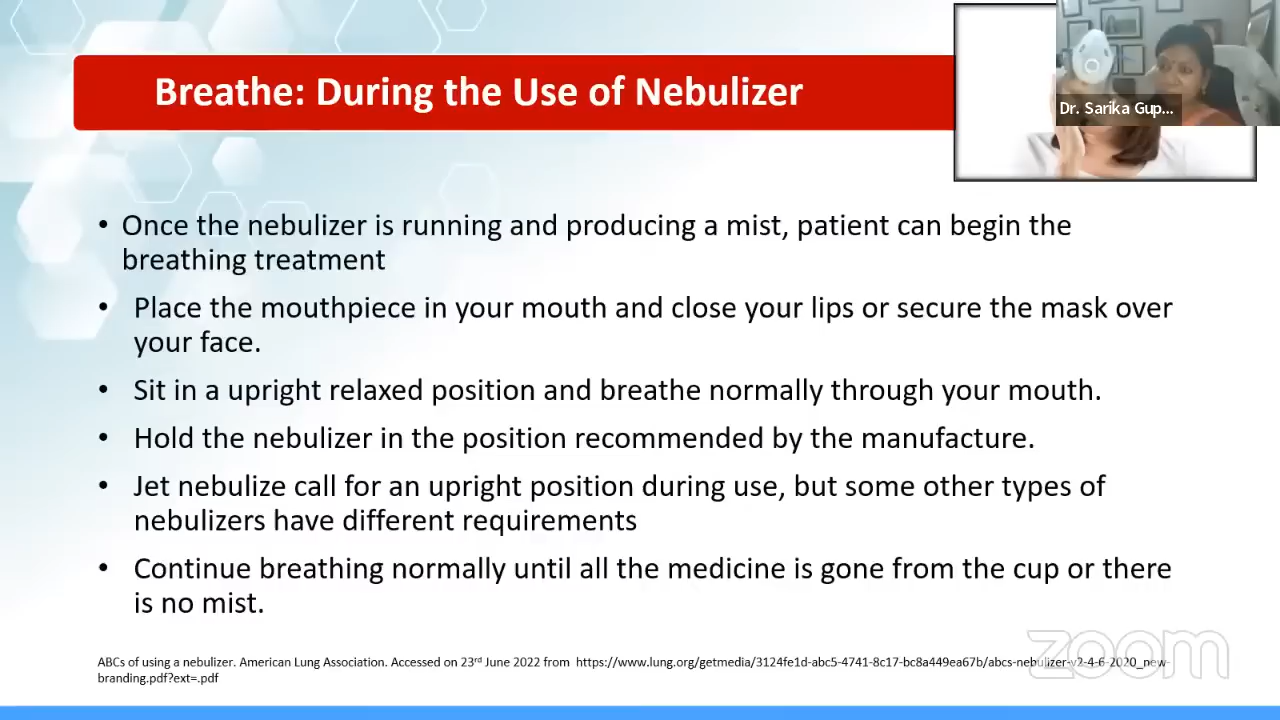 Breathe: During the Use of Nebulizer
Dr. Sarika Gup...
• Once the nebulizer is running and producing a mist, patient can begin the
breathing treatment
• Place the mouthpiece in your mouth and close your lips or secure the mask over
your face.
• Sit in a upright relaxed position and breathe normally through your mouth.
• Hold the nebulizer in the position recommended by the manufacture.
• Jet nebulize call for an upright position during use, but some other types of
nebulizers have different requirements
• Continue breathing normally until all the medicine is gone from the cup or there
is no mist.
zoom
ABCs of using a nebulizer. American Lung Association. Accessed on 23rd June 2022 from https://www.lung.org/getmedia/3124fe1d-abc5-4741-8c17-bc8a449ea67b/abcs-nebulizer-v2-4-6-2020_new-
branding.pdf?ext=.pdf